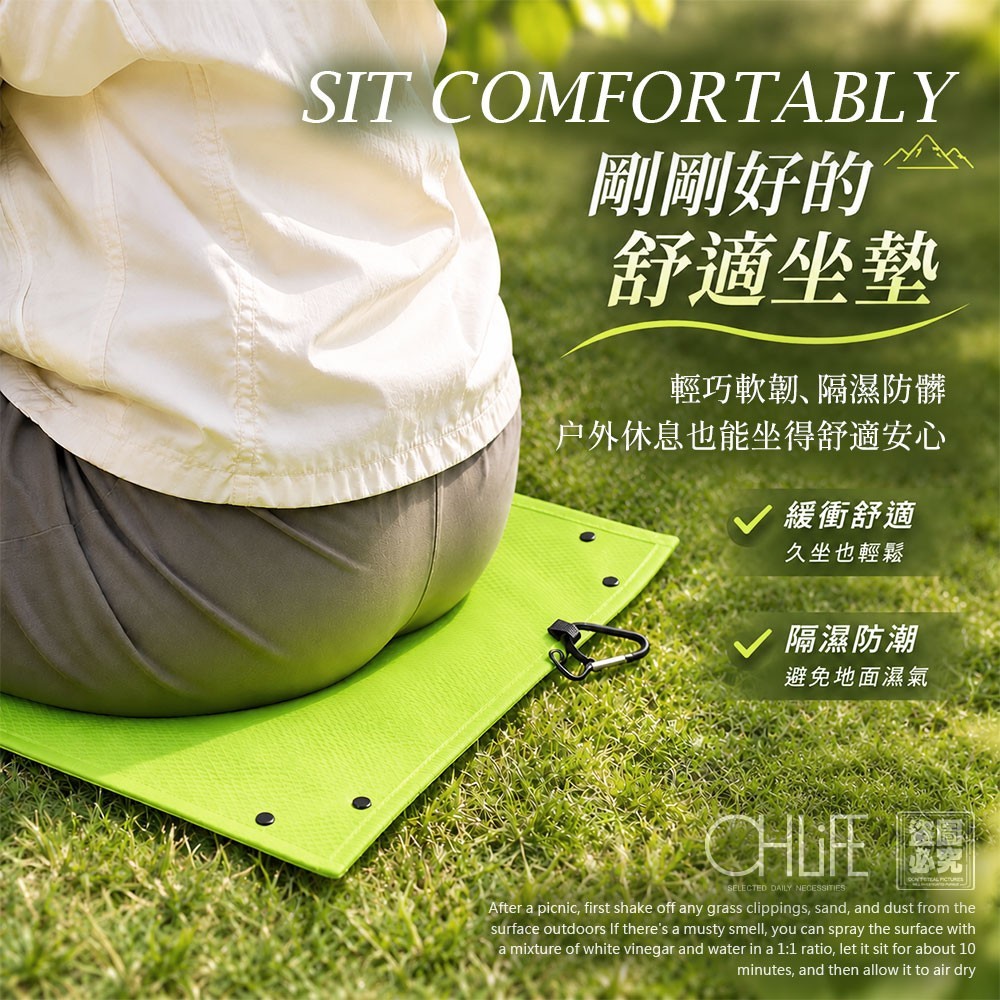 SIT COMFORTABLY
剛剛好的
舒適坐墊
輕巧軟韌、隔濕防髒
户外休息也能坐得舒適安心
緩衝舒適
久坐也輕鬆
隔濕防潮
避免地面濕氣
CHLiFE
SELECTED DAILY NECESSITIES
盜圖
必究
DON'T STEAL PICTURES
After a picnic, first shake off any grass clippings, sand, and dust from the
surface outdoors If there's a musty smell, you can spray the surface with
a mixture of white vinegar and water in a 1:1 ratio, let it sit for about 10
minutes, and then allow it to air dry